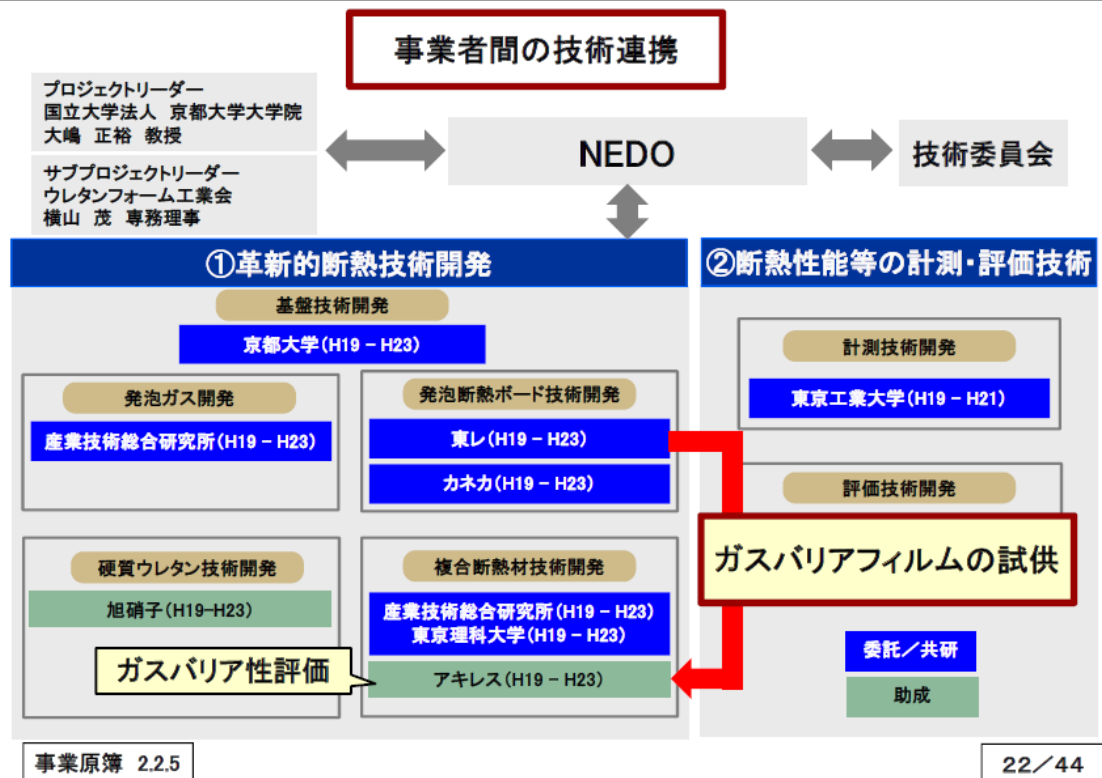 事業者間の技術連携
プロジェクトリーダー
国立大学法人 京都大学大学院
大嶋 正裕 教授
サブプロジェクトリーダー
ウレタンフォーム工業会
横山 茂 専務理事
NEDO
技術委員会
①革新的断熱技術開発
基盤技術開発
京都大学(H19-H23)
発泡ガス開発
産業技術総合研究所(H19-H23)
発泡断熱ボード技術開発
東レ(H19-H23)
カネカ(H19-H23)
硬質ウレタン技術開発
旭硝子(H19-H23)
複合断熱材技術開発
産業技術総合研究所(H19-H23)
東京理科大学(H19-H23)
アキレス(H19-H23)
ガスバリア性評価
②断熱性能等の計測・評価技術
計測技術開発
東京工業大学(H19-H21)
評価技術開発
ガスバリアフィルムの試供
委託/共研
助成
事業原簿 2.2.5
22/44